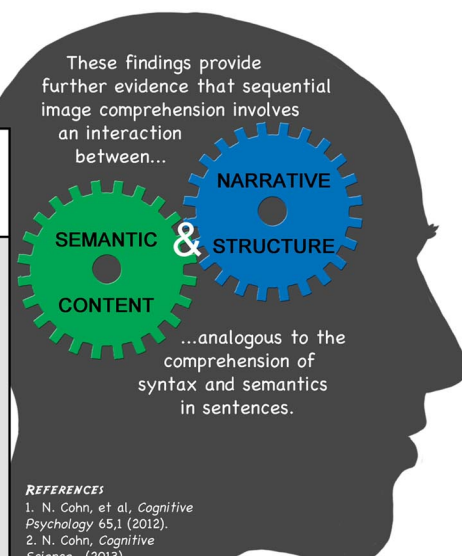 These findings provide
further evidence that sequential
image comprehension involves
an interaction
between...
NARRATIVE
STRUCTURE
&
SEMANTIC
CONTENT
...analogous to the
comprehension of
syntax and semantics
in sentences.
REFERENCES
1. N. Cohn, et al, Cognitive
Psychology 65,1 (2012).
2. N. Cohn, Cognitive
Science, (2013)